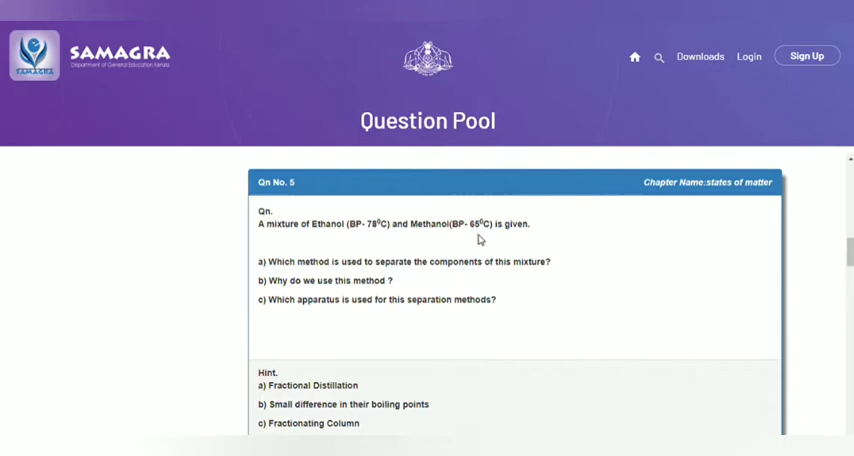 SAMAGRA
Department of General Education Kerala
SAMAGRA
Downloads
Login
Sign Up
Question Pool
Qn No. 5
Chapter Name:states of matter
Qn.
A mixture of Ethanol (BP- 78⁰C) and Methanol(BP- 65⁰C) is given.
a) Which method is used to separate the components of this mixture?
b) Why do we use this method ?
c) Which apparatus is used for this separation methods?
Hint.
a) Fractional Distillation
b) Small difference in their boiling points
c) Fractionating Column